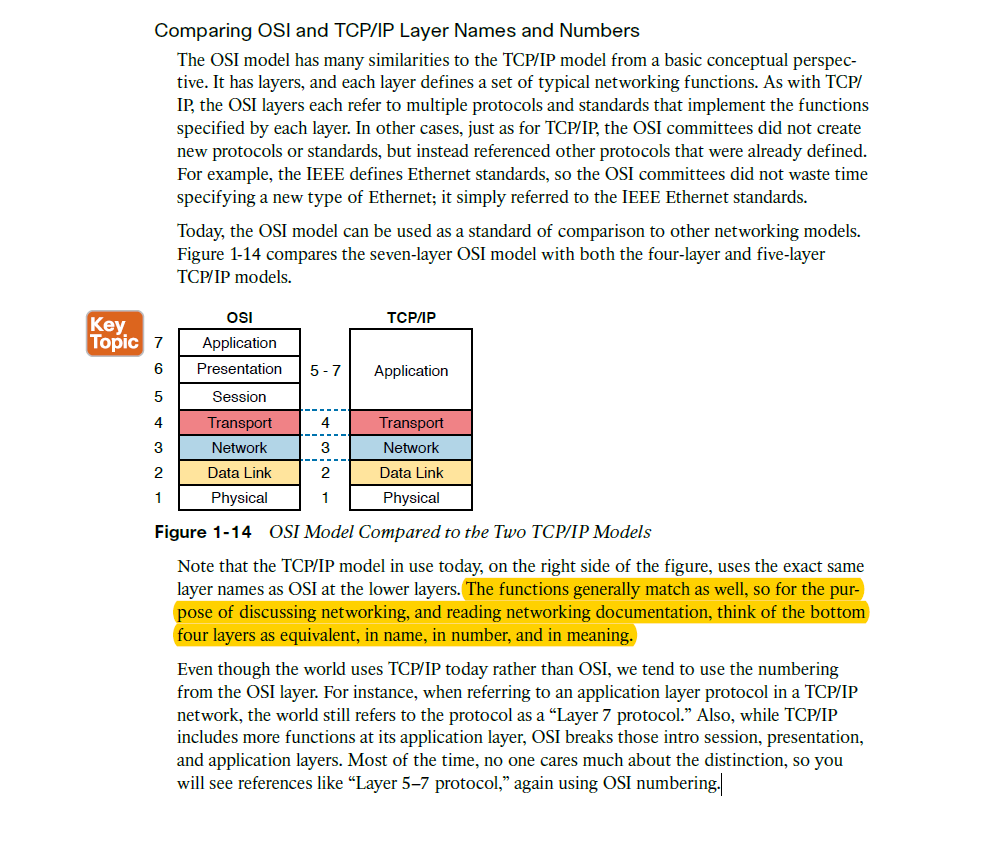 Comparing OSI and TCP/IP Layer Names and Numbers
The OSI model has many similarities to the TCP/IP model from a basic conceptual perspec-
tive. It has layers, and each layer defines a set of typical networking functions. As with TCP/
IP, the OSI layers each refer to multiple protocols and standards that implement the functions
specified by each layer. In other cases, just as for TCP/IP, the OSI committees did not create
new protocols or standards, but instead referenced other protocols that were already defined.
For example, the IEEE defines Ethernet standards, so the OSI committees did not waste time
specifying a new type of Ethernet; it simply referred to the IEEE Ethernet standards.
Today, the OSI model can be used as a standard of comparison to other networking models.
Figure 1-14 compares the seven-layer OSI model with both the four-layer and five-layer
TCP/IP models.
Key
Topic
OSI TCP/IP
7 Application
6 Presentation 5 - 7 Application
5 Session
4 Transport 4 Transport
3 Network 3 Network
2 Data Link 2 Data Link
1 Physical 1 Physical
Figure 1-14 OSI Model Compared to the Two TCP/IP Models
Note that the TCP/IP model in use today, on the right side of the figure, uses the exact same
layer names as OSI at the lower layers. The functions generally match as well, so for the pur-
pose of discussing networking, and reading networking documentation, think of the bottom
four layers as equivalent, in name, in number, and in meaning.
Even though the world uses TCP/IP today rather than OSI, we tend to use the numbering
from the OSI layer. For instance, when referring to an application layer protocol in a TCP/IP
network, the world still refers to the protocol as a “Layer 7 protocol.” Also, while TCP/IP
includes more functions at its application layer, OSI breaks those intro session, presentation,
and application layers. Most of the time, no one cares much about the distinction, so you
will see references like “Layer 5–7 protocol,” again using OSI numbering.